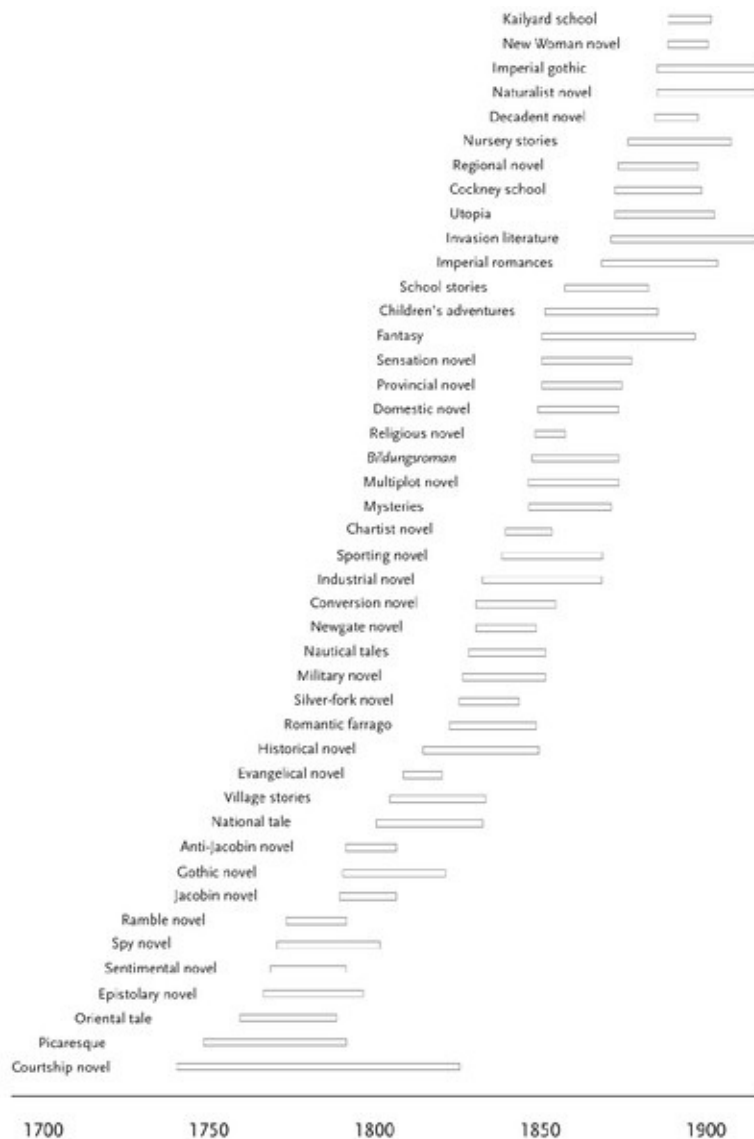 Kailyard school
New Woman novel
Imperial gothic
Naturalist novel
Decadent novel
Nursery stories
Regional novel
Cockney school
Utopia
Invasion literature
Imperial romances
School stories
Children's adventures
Fantasy
Sensation novel
Provincial novel
Domestic novel
Religious novel
Bildungsroman
Multiplot novel
Mysteries
Chartist novel
Sporting novel
Industrial novel
Conversion novel
Newgate novel
Nautical tales
Military novel
Silver-fork novel
Romantic farrago
Historical novel
Evangelical novel
Village stories
National tale
Anti-Jacobin novel
Gothic novel
Jacobin novel
Ramble novel
Spy novel
Sentimental novel
Epistolary novel
Oriental tale
Picaresque
Courtship novel
1700 1750 1800 1850 1900